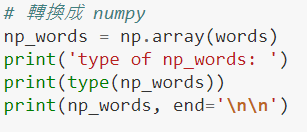 # 轉換成 numpy
np_words = np.array(words)
print('type of np_words: ')
print(type(np_words))
print(np_words, end='\n\n')